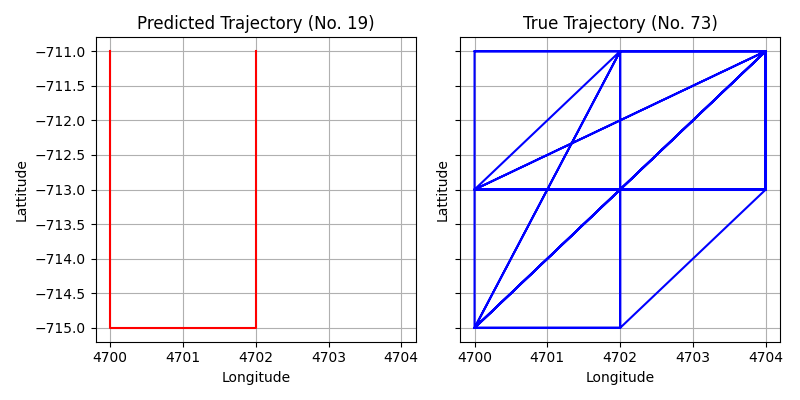 Predicted Trajectory (No. 19)
True Trajectory (No. 73)
Lattitude
−711.0
−711.5
−712.0
−712.5
−713.0
−713.5
−714.0
−714.5
−715.0
4700 4701 4702 4703 4704
Longitude
Lattitude
4700 4701 4702 4703 4704
Longitude